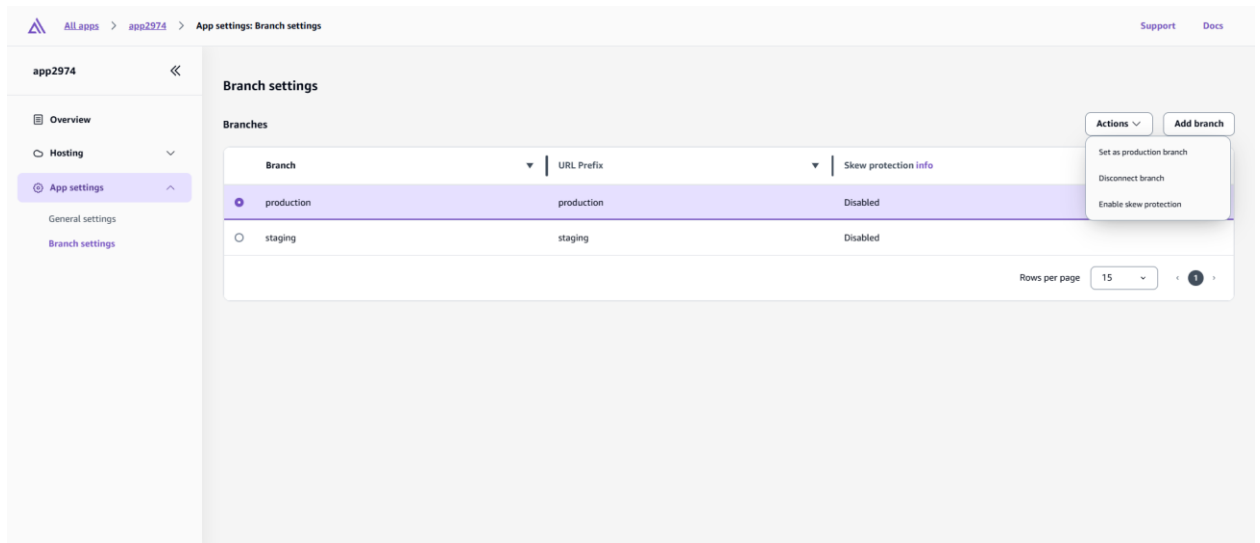 All apps > app2974 > App settings: Branch settings Support Docs
app2974
Overview
Hosting
App settings
General settings
Branch settings
Branch settings
Branches Actions Add branch
Set as production branch
Disconnect branch
Enable skew protection
Branch URL Prefix Skew protection info
production production Disabled
staging staging Disabled
Rows per page 15 ‹ 1 ›